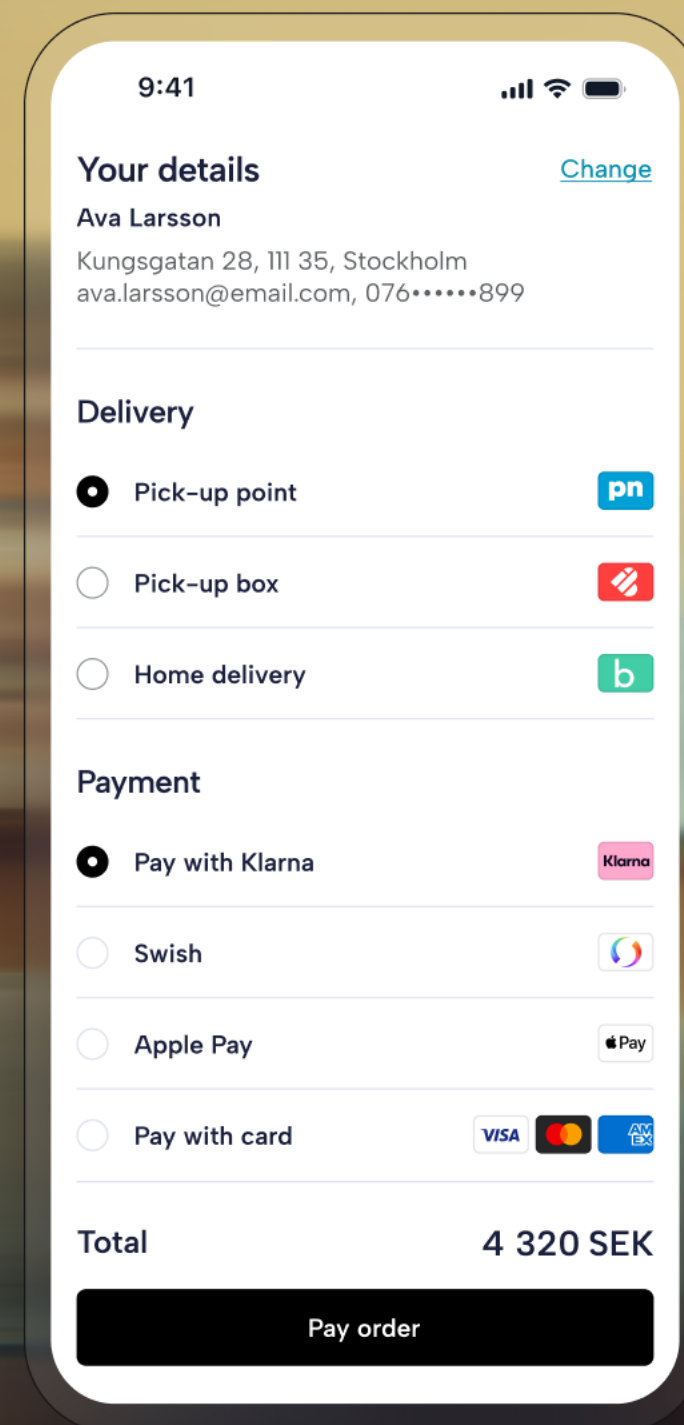 9:41
Your details Change
Ava Larsson
Kungsgatan 28, 111 35, Stockholm
ava.larsson@email.com, 076••••••899
Delivery
Pick-up point pn
Pick-up box
Home delivery b
Payment
Pay with Klarna Klarna
Swish
Apple Pay Pay
Pay with card VISA AM
EX
Total 4 320 SEK
Pay order